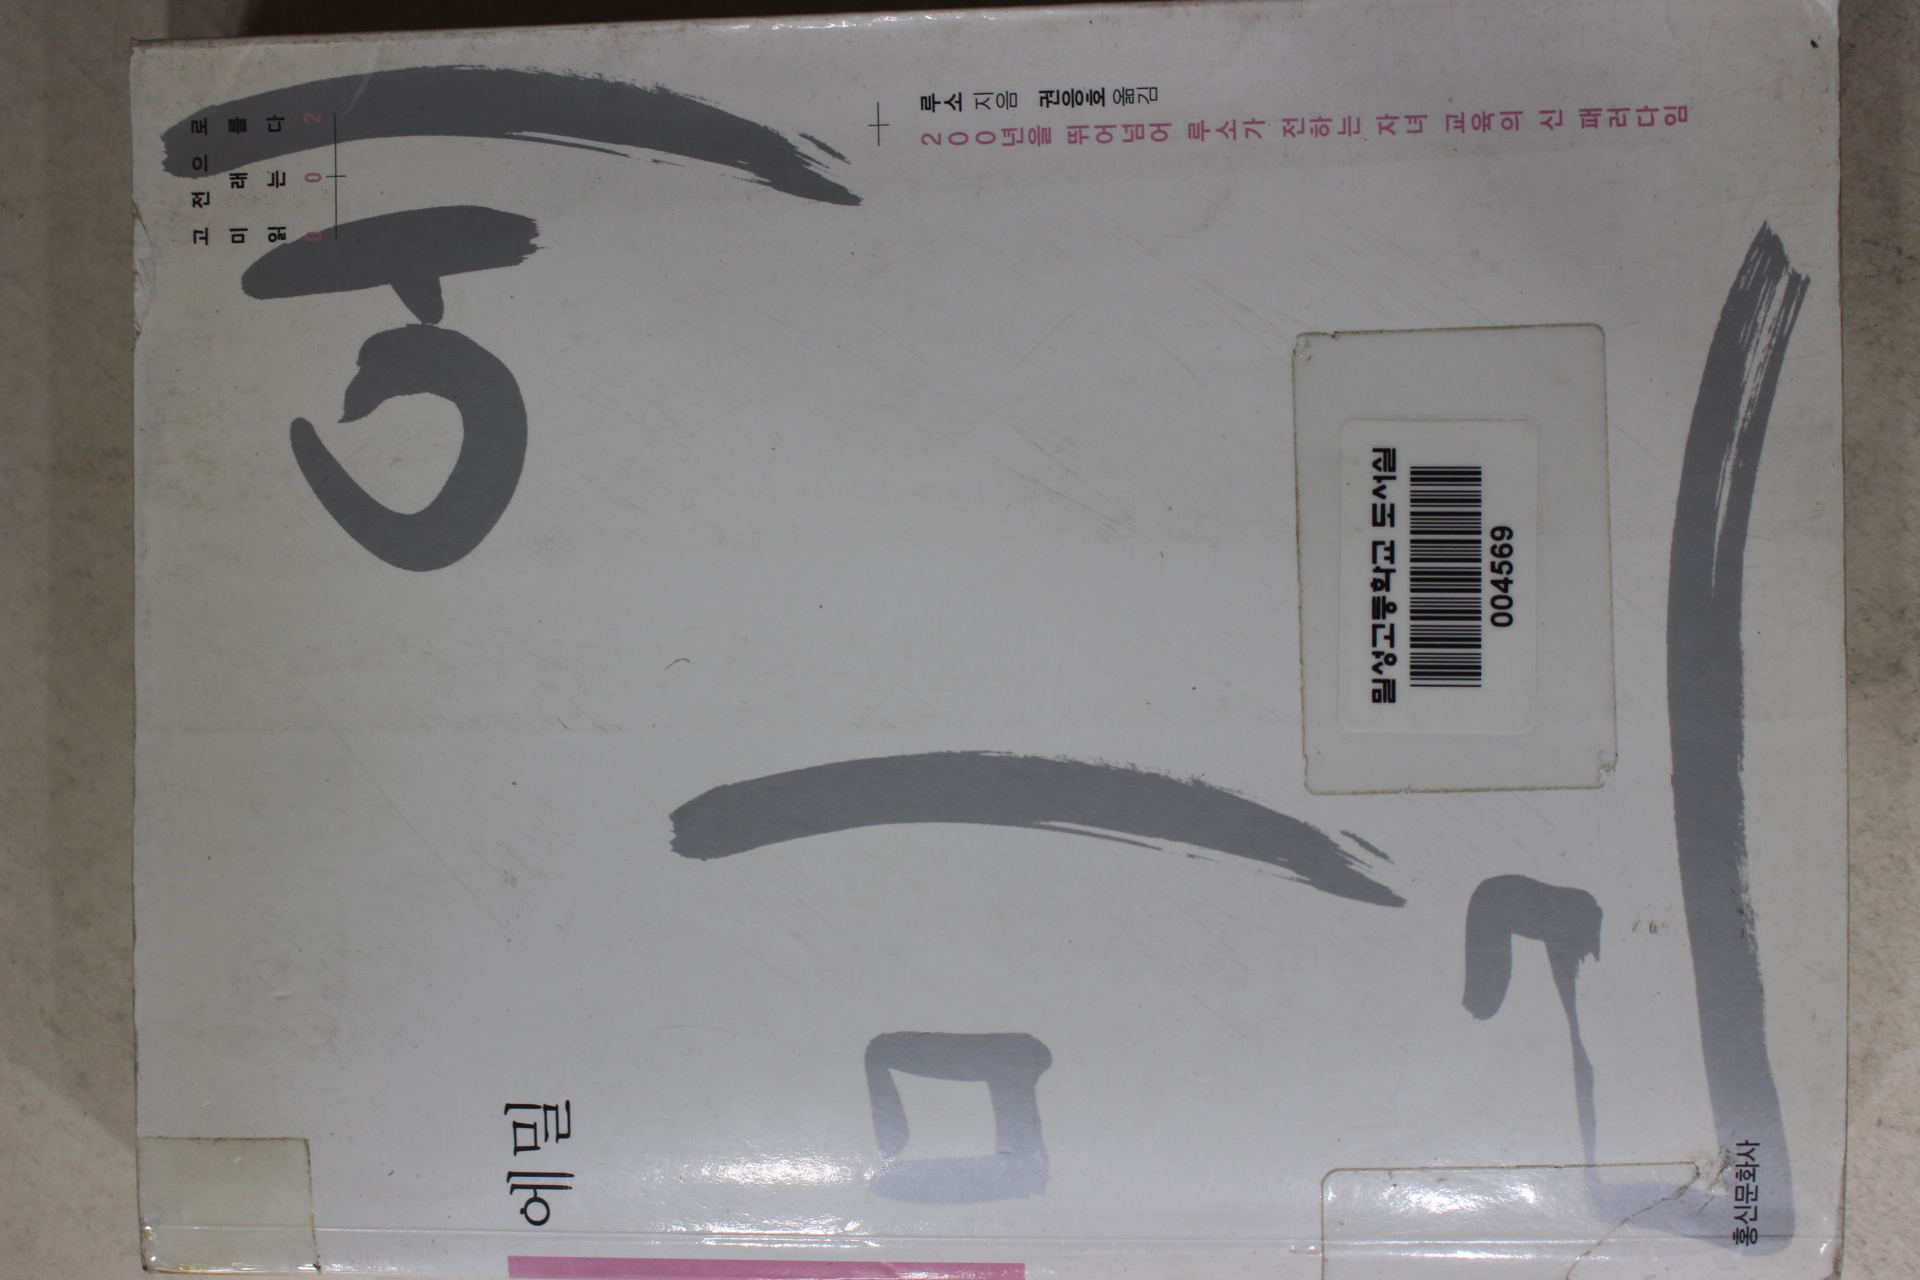 고전으로
미래를
읽는다
002
루소 지음 권응호 옮김
200년을 뛰어넘어 루소가 전하는 자녀 교육의 신 패러다임
에밀
에밀
밀성고등학교 도서실
004569
홍신문화사